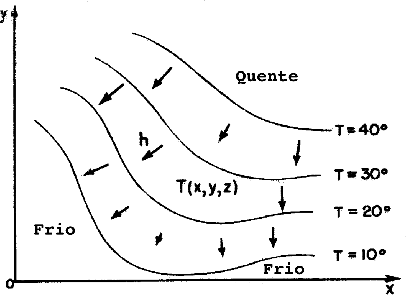 y
Quente
T=40°
h
T=30°
T(x,y,z)
T=20°
Frio
T=10°
Frio
0
x